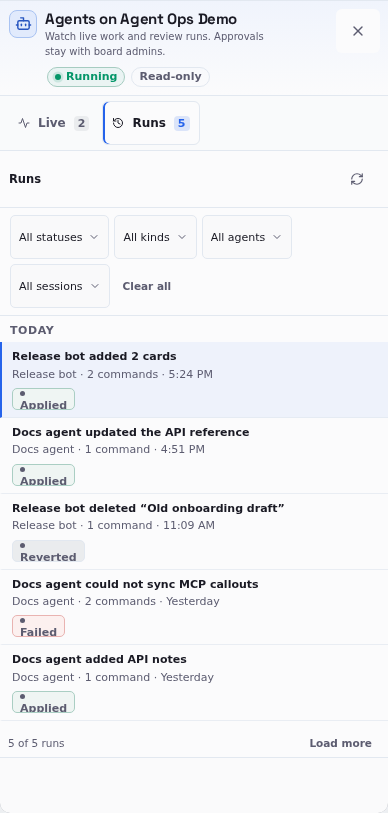 Agents on Agent Ops Demo
Watch live work and review runs. Approvals
stay with board admins.
Running
Read-only
Live 2
Runs 5
Runs
All statuses
All kinds
All agents
All sessions
Clear all
TODAY
Release bot added 2 cards
Release bot · 2 commands · 5:24 PM
Applied
Docs agent updated the API reference
Docs agent · 1 command · 4:51 PM
Applied
Release bot deleted “Old onboarding draft”
Release bot · 1 command · 11:09 AM
Reverted
Docs agent could not sync MCP callouts
Docs agent · 2 commands · Yesterday
Failed
Docs agent added API notes
Docs agent · 1 command · Yesterday
Applied
5 of 5 runs
Load more